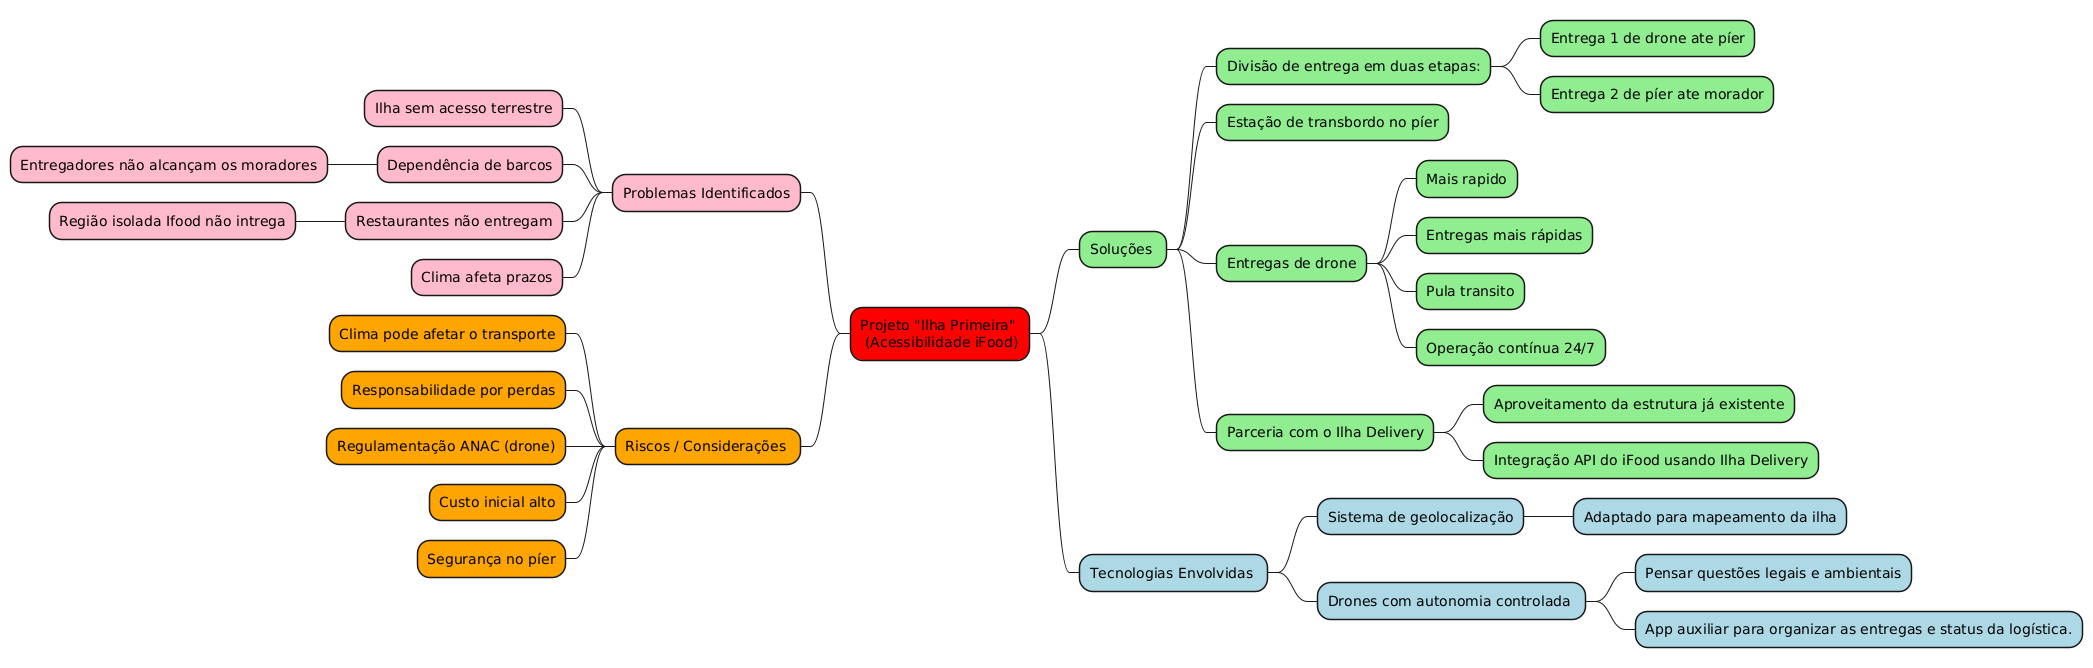 Projeto "Ilha Primeira"
(Acessibilidade iFood)
Problemas Identificados
Ilha sem acesso terrestre
Dependência de barcos
Entregadores não alcançam os moradores
Restaurantes não entregam
Região isolada Ifood não intrega
Clima afeta prazos
Riscos / Considerações
Clima pode afetar o transporte
Responsabilidade por perdas
Regulamentação ANAC (drone)
Custo inicial alto
Segurança no píer
Soluções
Divisão de entrega em duas etapas:
Entrega 1 de drone ate píer
Entrega 2 de píer ate morador
Estação de transbordo no píer
Entregas de drone
Mais rapido
Entregas mais rápidas
Pula transito
Operação contínua 24/7
Parceria com o Ilha Delivery
Aproveitamento da estrutura já existente
Integração API do iFood usando Ilha Delivery
Tecnologias Envolvidas
Sistema de geolocalização
Adaptado para mapeamento da ilha
Drones com autonomia controlada
Pensar questões legais e ambientais
App auxiliar para organizar as entregas e status da logística.